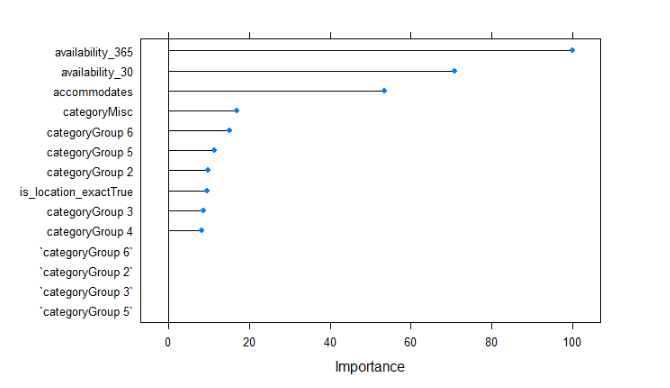 availability_365
availability_30
accommodates
categoryMisc
categoryGroup 6
categoryGroup 5
categoryGroup 2
is_location_exactTrue
categoryGroup 3
categoryGroup 4
`categoryGroup 6`
`categoryGroup 2`
`categoryGroup 3`
`categoryGroup 5`
0 20 40 60 80 100
Importance